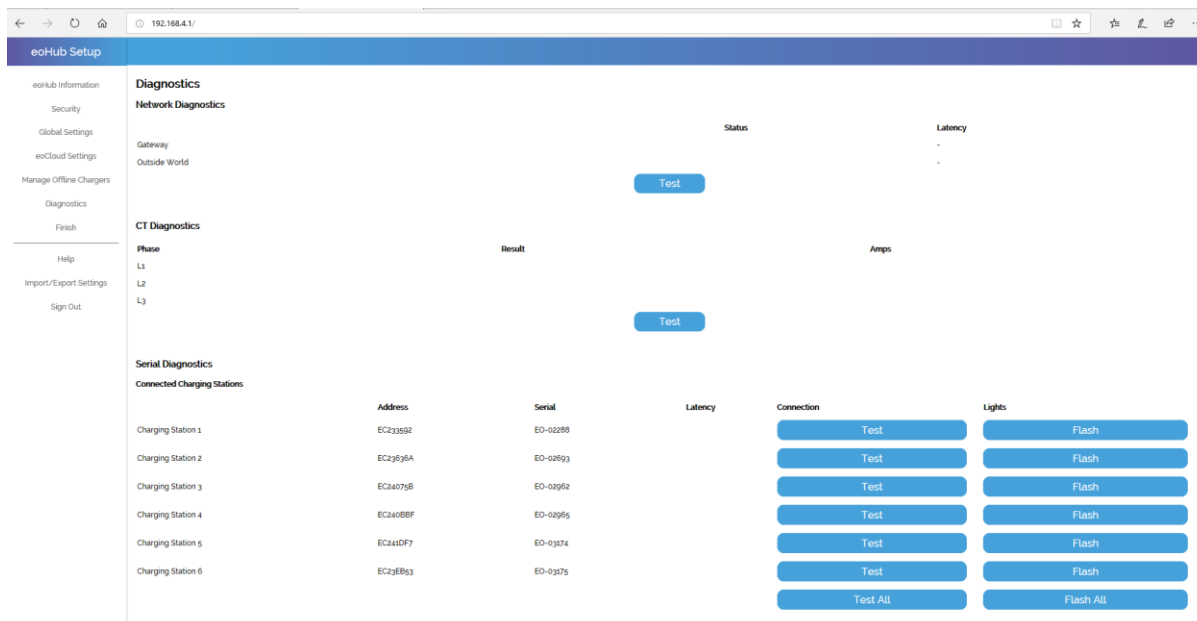 192.168.4.1/
eoHub Setup
eoHub Information
Security
Global Settings
eoCloud Settings
Manage Offline Chargers
Diagnostics
Finish
Help
Import/Export Settings
Sign Out
Diagnostics
Network Diagnostics
Status Latency
Gateway -
Outside World -
Test
CT Diagnostics
Phase Result Amps
L1
L2
L3
Test
Serial Diagnostics
Connected Charging Stations
Address Serial Latency Connection Lights
Charging Station 1 EC233592 EO-02288 Test Flash
Charging Station 2 EC23636A EO-02693 Test Flash
Charging Station 3 EC24075B EO-02962 Test Flash
Charging Station 4 EC240BBF EO-02965 Test Flash
Charging Station 5 EC241DF7 EO-03174 Test Flash
Charging Station 6 EC23EB53 EO-03175 Test Flash
Test All Flash All